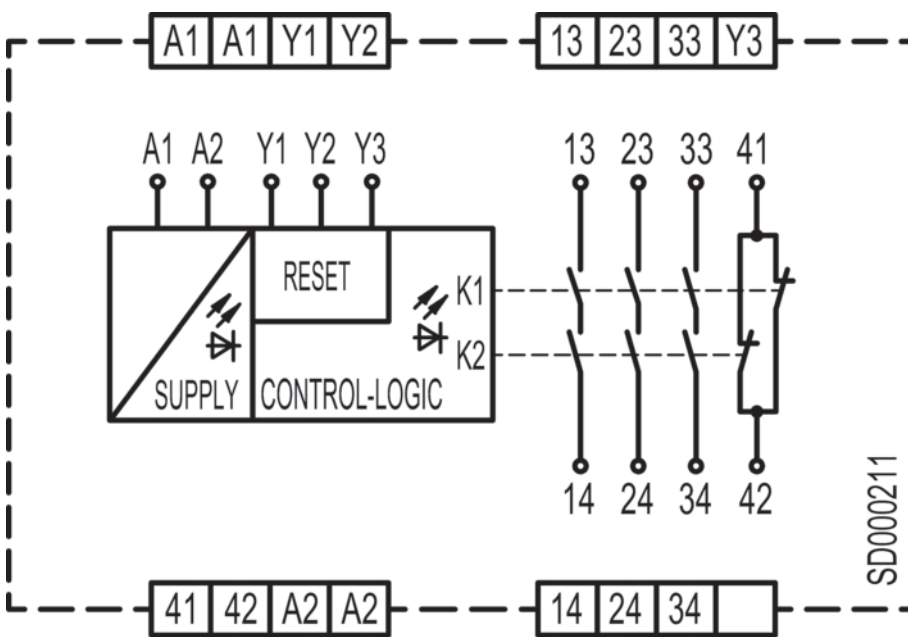 A1 A1 Y1 Y2 13 23 33 Y3
A1 A2 Y1 Y2 Y3 13 23 33 41
RESET
K1
K2
SUPPLY CONTROL-LOGIC
14 24 34 42
SD000211
41 42 A2 A2 14 24 34